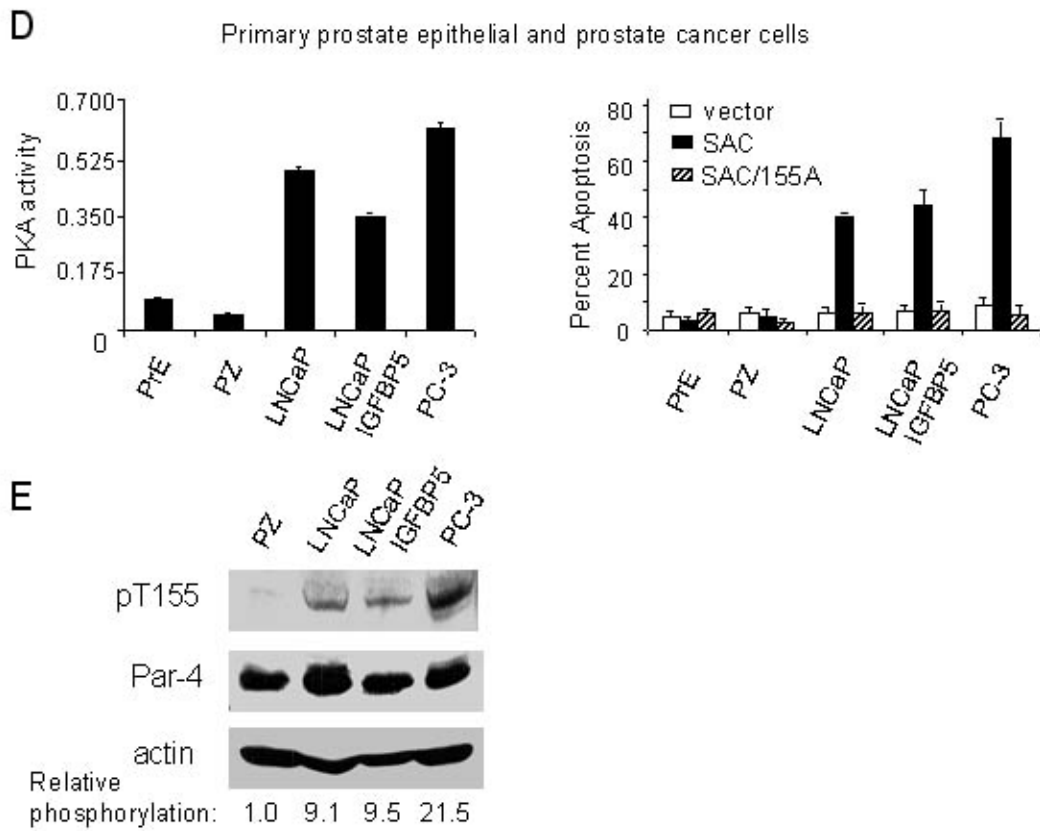 D
Primary prostate epithelial and prostate cancer cells
PKA activity
0.700
0.525
0.350
0.175
0
PrE
PZ
LNCaP
LNCaP
IGFBP5
PC-3
Percent Apoptosis
80
60
40
20
0
vector
SAC
SAC/155A
PrE
PZ
LNCaP
LNCaP
IGFBP5
PC-3
E
PZ
LNCaP
LNCaP
IGFBP5
PC-3
pT155
Par-4
actin
Relative
phosphorylation: 1.0 9.1 9.5 21.5